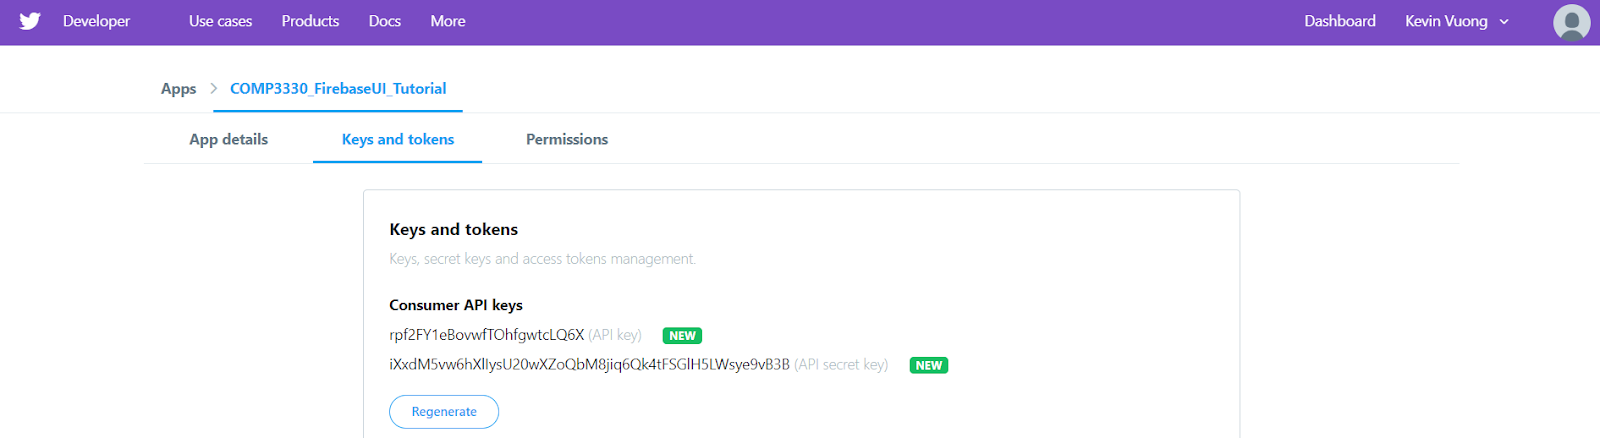 Developer Use cases Products Docs More Dashboard Kevin Vuong
Apps > COMP3330_FirebaseUI_Tutorial
App details Keys and tokens Permissions
Keys and tokens
Keys, secret keys and access tokens management.
Consumer API keys
rpf2FY1eBovwfTOhfgwtcLQ6X (API key) NEW
(API secret key) NEW
Regenerate